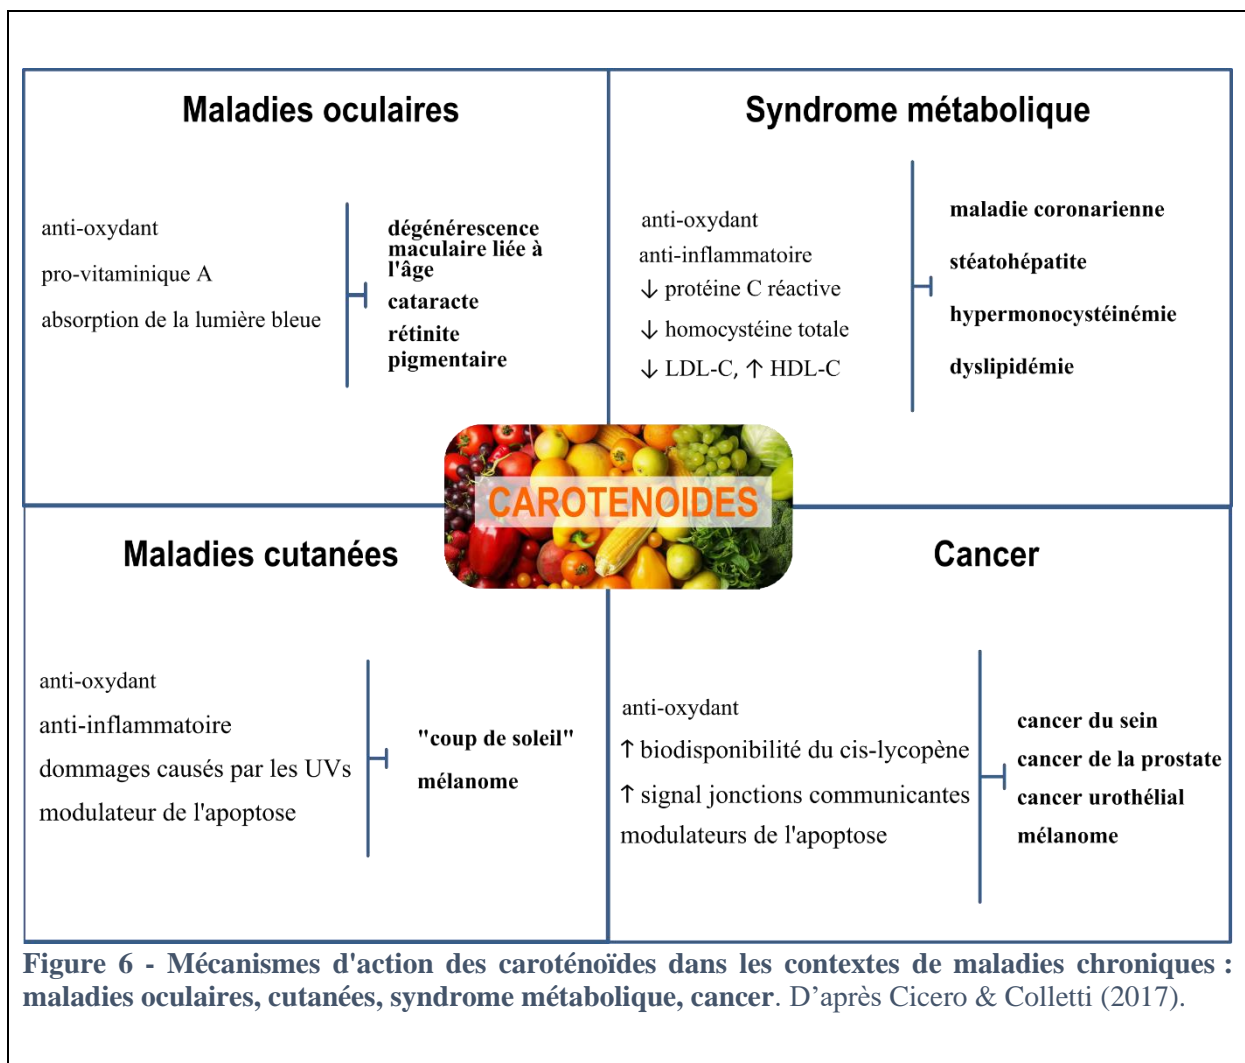 Maladies oculaires
anti-oxydant
pro-vitaminique A
absorption de la lumière bleue
dégénérescence
maculaire liée à
l'âge
cataracte
rétinite
pigmentaire
Syndrome métabolique
anti-oxydant
anti-inflammatoire
↓ protéine C réactive
↓ homocystéine totale
↓ LDL-C, ↑ HDL-C
maladie coronarienne
stéatohépatite
hypermonocystéinémie
dyslipidémie
CAROTENOIDES
Maladies cutanées
anti-oxydant
anti-inflammatoire
dommages causés par les UVs
modulateur de l'apoptose
"coup de soleil"
mélanome
Cancer
anti-oxydant
↑ biodisponibilité du cis-lycopène
↑ signal jonctions communicantes
modulateurs de l'apoptose
cancer du sein
cancer de la prostate
cancer urothélial
mélanome
Figure 6 - Mécanismes d'action des caroténoïdes dans les contextes de maladies chroniques :
maladies oculaires, cutanées, syndrome métabolique, cancer. D’après Cicero & Colletti (2017).